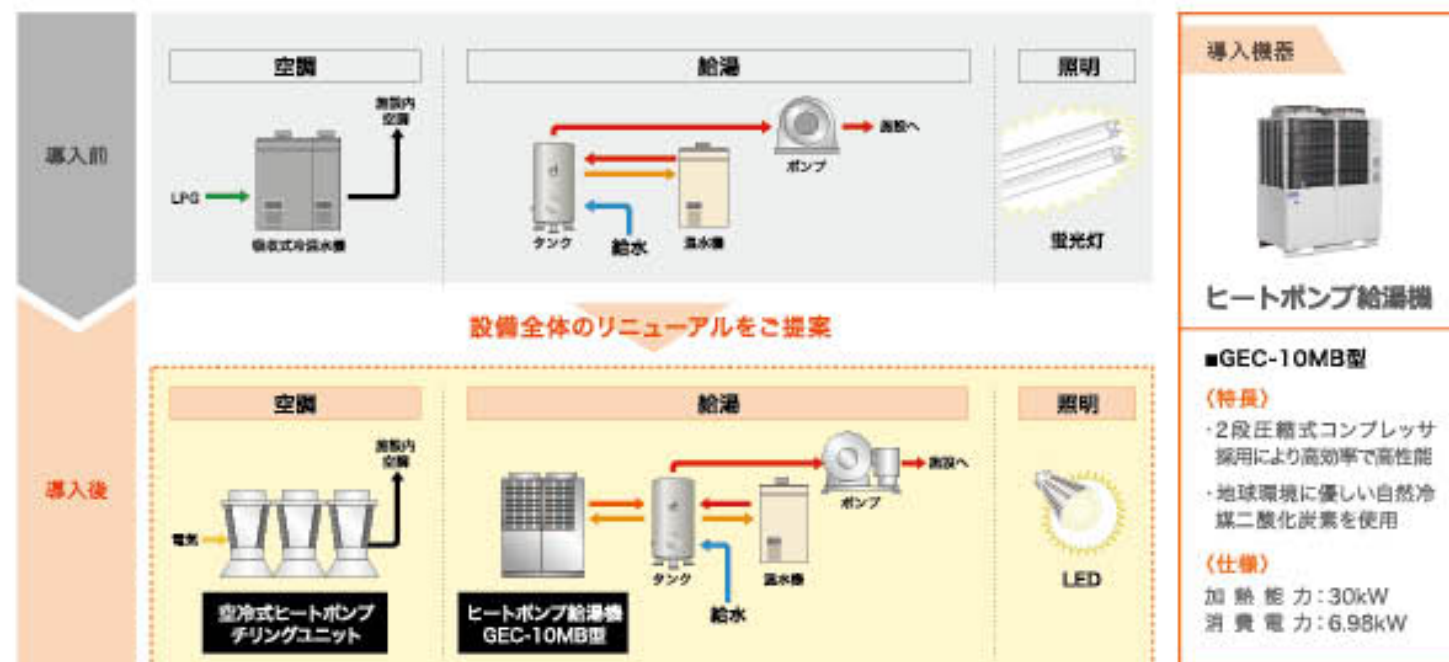 導入前
空調
施設内
空調
LPG
吸収式冷温水機
給湯
ポンプ
施設へ
タンク
給水
温水機
照明
蛍光灯
設備全体のリニューアルをご提案
導入後
空調
施設内
空調
電気
空冷式ヒートポンプ
チリングユニット
給湯
ポンプ
施設へ
タンク
温水機
給水
ヒートポンプ給湯機
GEC-10MB型
照明
LED
導入機器
ヒートポンプ給湯機
■GEC-10MB型
〈特長〉
・2段圧縮式コンプレッサ
採用により高効率で高性能
・地球環境に優しい自然冷
媒二酸化炭素を使用
〈仕様〉
加熱能力：30kW
消費電力：6.98kW